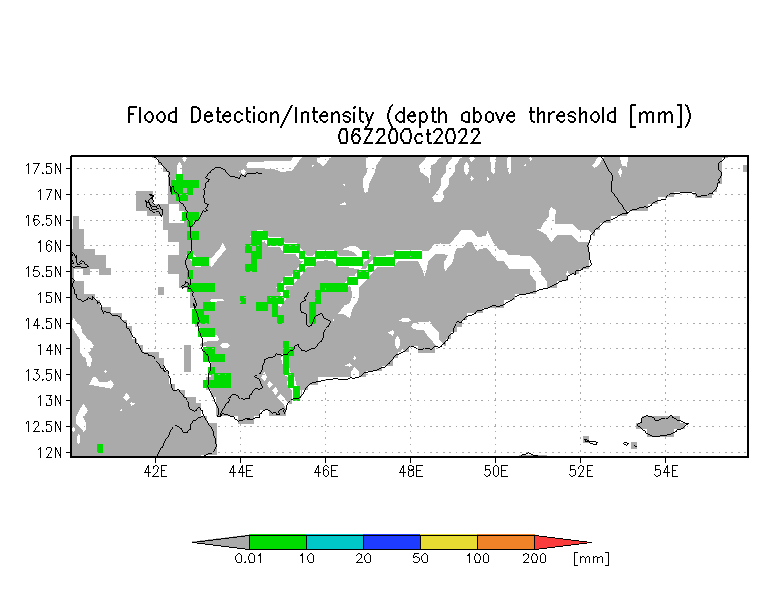 Flood Detection/Intensity (depth above threshold [mm])
06Z20Oct2022
17.5N
17N
16.5N
16N
15.5N
15N
14.5N
14N
13.5N
13N
12.5N
12N
42E 44E 46E 48E 50E 52E 54E
0.01 10 20 50 100 200 [mm]